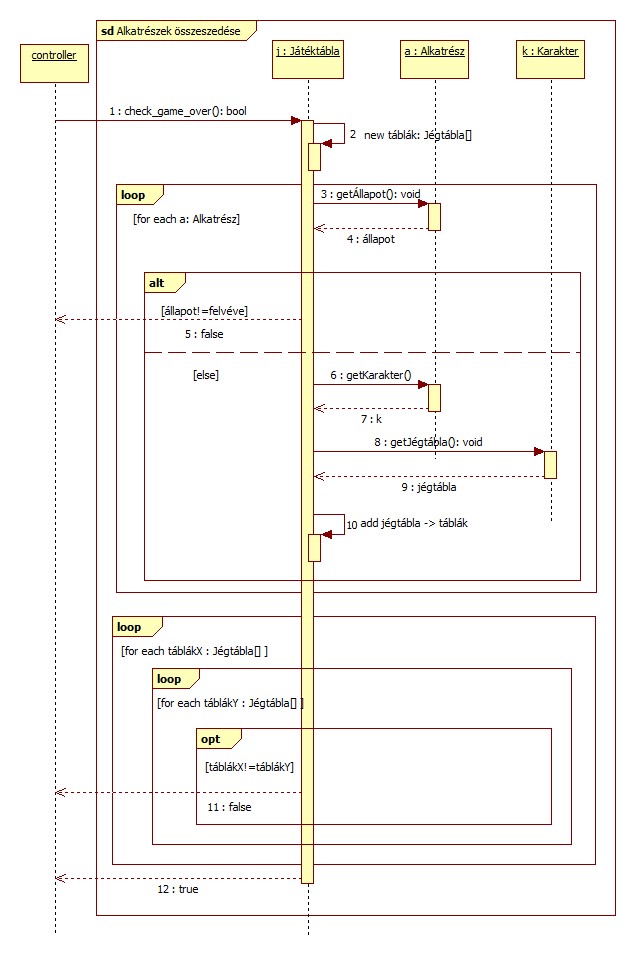 sd Alkatrészek összeszedése
controller
j : Játéktábla
a : Alkatrész
k : Karakter
1 : check_game_over(): bool
2 new táblák: Jégtábla[]
loop
3 : getÁllapot(): void
[for each a: Alkatrész]
4 : állapot
alt
[állapot!=felvéve]
5 : false
[else]
6 : getKarakter()
7 : k
8 : getJégtábla(): void
9 : jégtábla
10 add jégtábla -> táblák
loop
[for each táblákX : Jégtábla[] ]
loop
[for each táblákY : Jégtábla[] ]
opt
[táblákX!=táblákY]
11 : false
12 : true